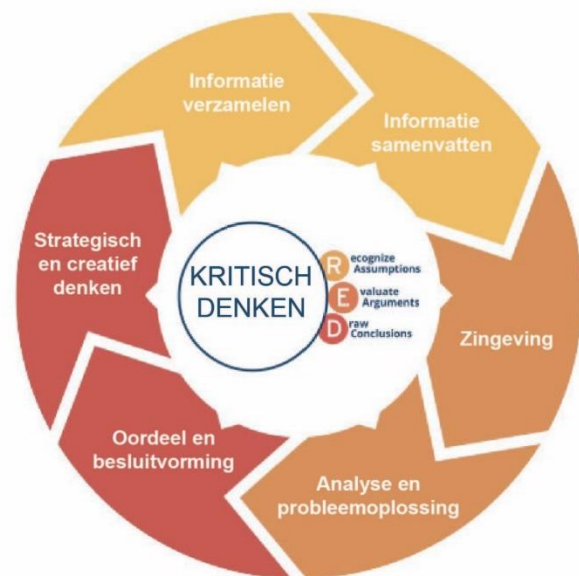 Informatie
verzamelen
Informatie
samenvatten
Zingeving
Analyse en
probleemoplossing
Oordeel en
besluitvorming
Strategisch
en creatief
denken
KRITISCH
DENKEN
Recognize
Assumptions
Evaluate
Arguments
Draw
Conclusions